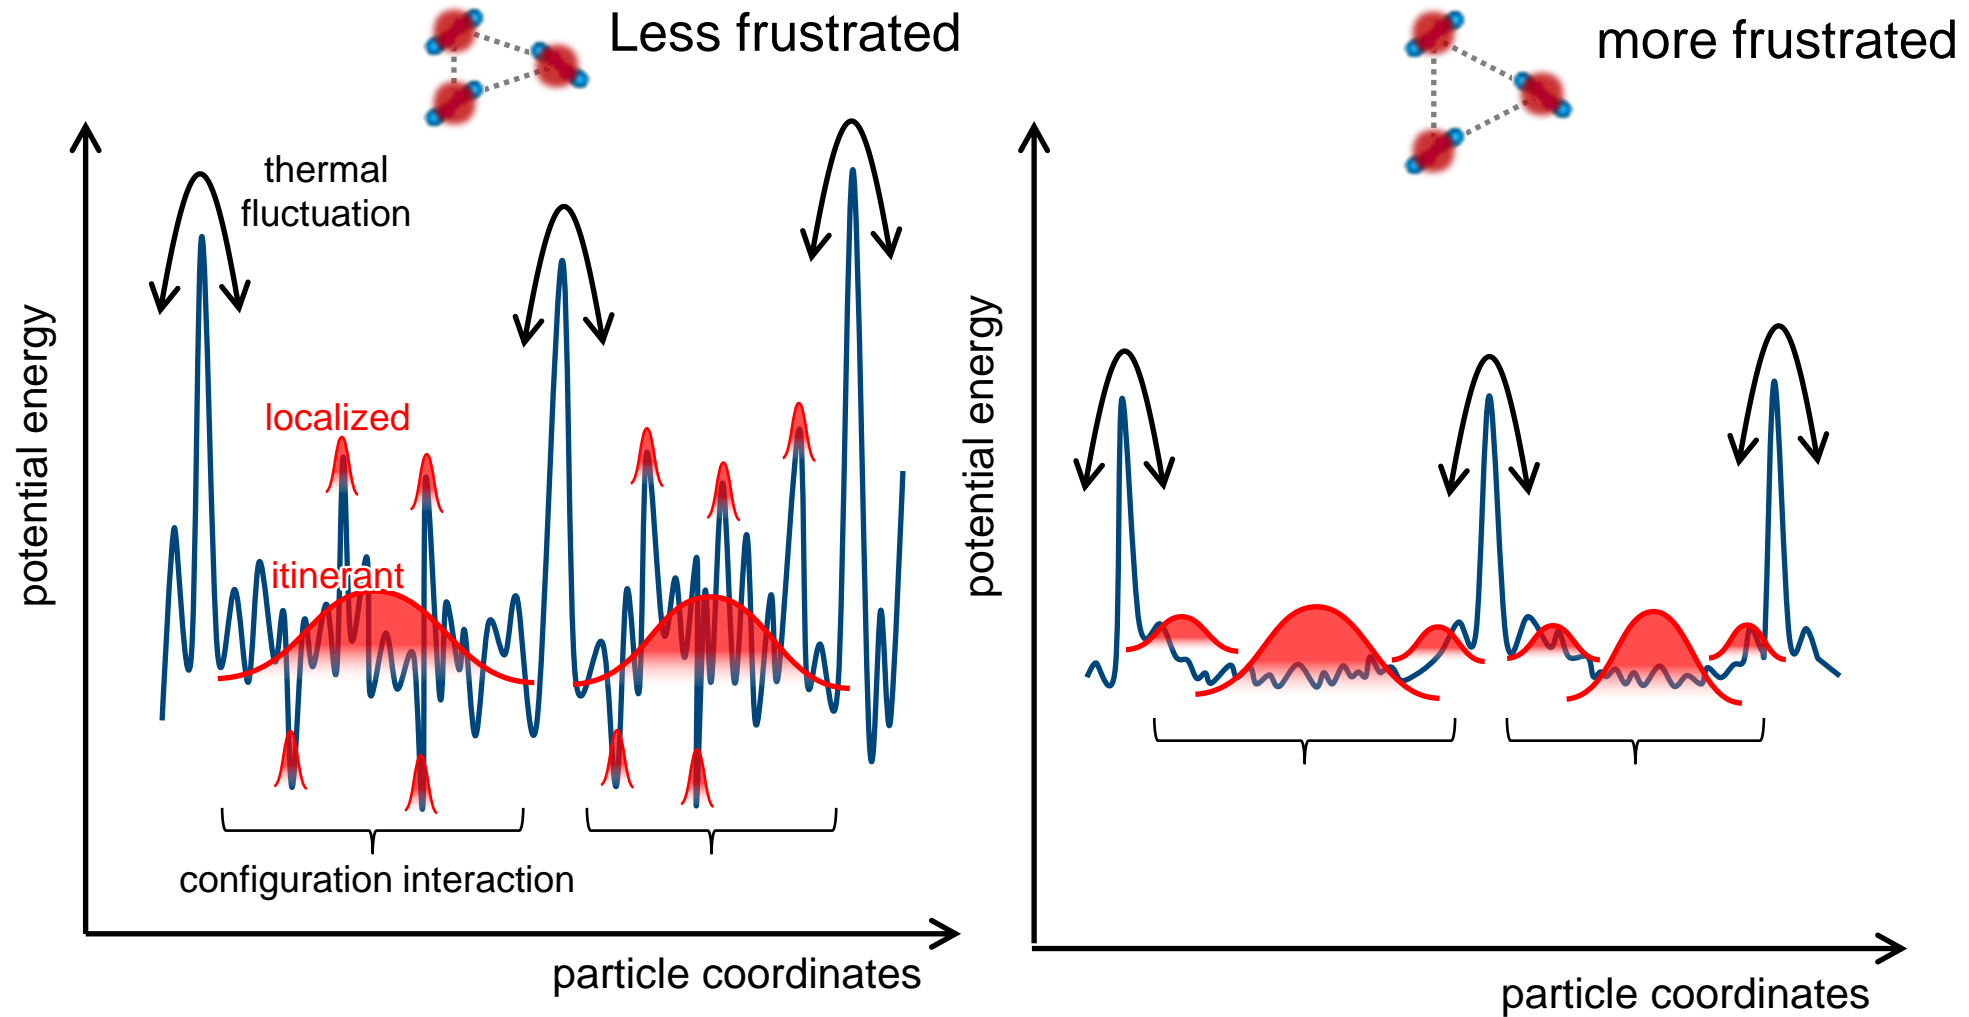 Less frustrated
thermal
fluctuation
potential energy
localized
itinerant
configuration interaction
particle coordinates
more frustrated
potential energy
particle coordinates